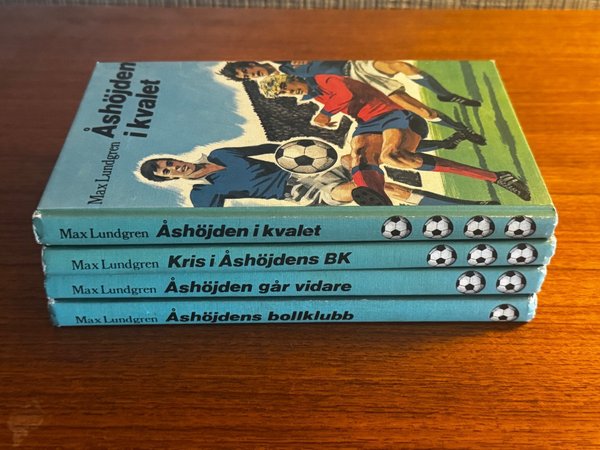 Max Lundgren
Åshöjden
i kvalet
Max Lundgren Åshöjden i kvalet
Max Lundgren Kris i Åshöjdens BK
Max Lundgren Åshöjden går vidare
Max Lundgren Åshöjdens bollklubb